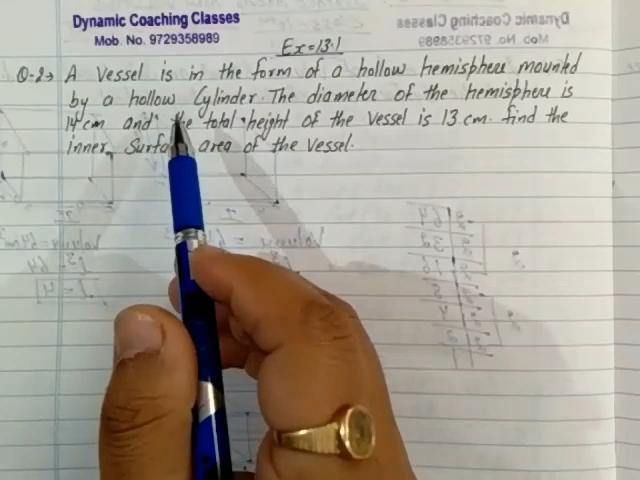 Dynamic Coaching Classes
Mob. No. 9729358989
Ex=13.1
Q.2→ A Vessel is in the form of a hollow hemisphere mounted
by a hollow Cylinder. The diameter of the hemisphere is
14 cm and the total height of the Vessel is 13 cm. find the
inner area of the Vessel.